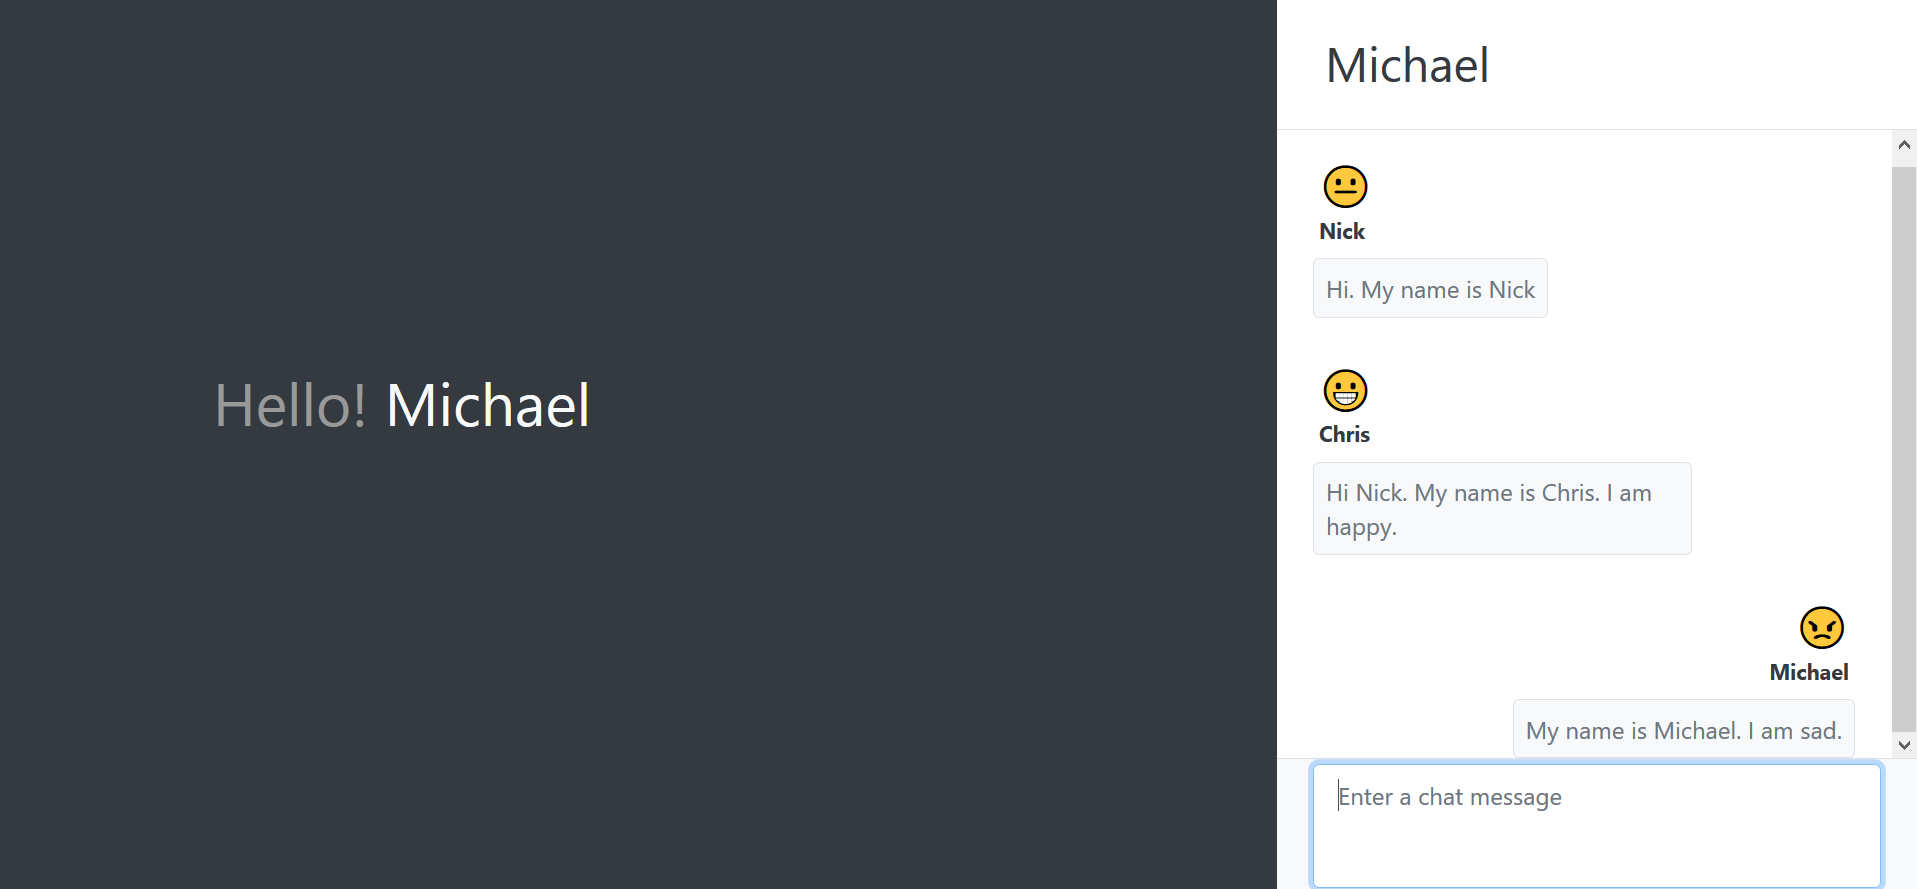 Hello! Michael
Michael
Nick
Hi. My name is Nick
Chris
Hi Nick. My name is Chris. I am
happy.
Michael
My name is Michael. I am sad.
Enter a chat message